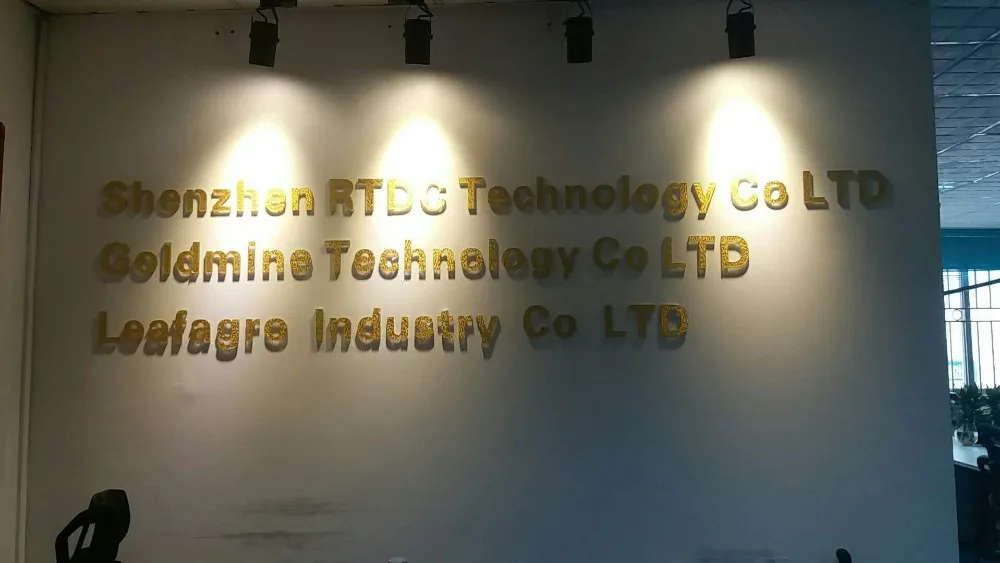 Shenzhen RTDC Technology Co LTD
Goldmine Technology Co LTD
Leafagro Industry Co LTD